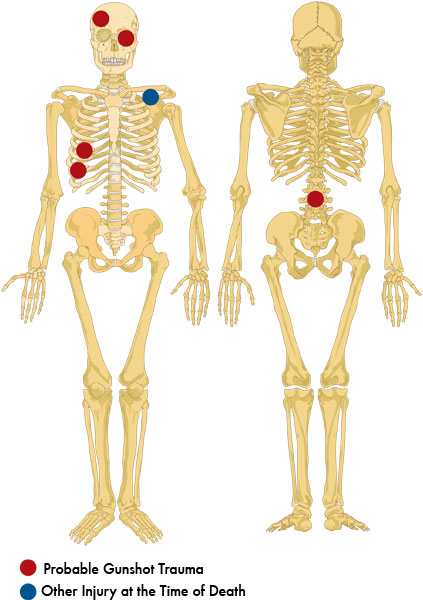 Probable Gunshot Trauma
Other Injury at the Time of Death